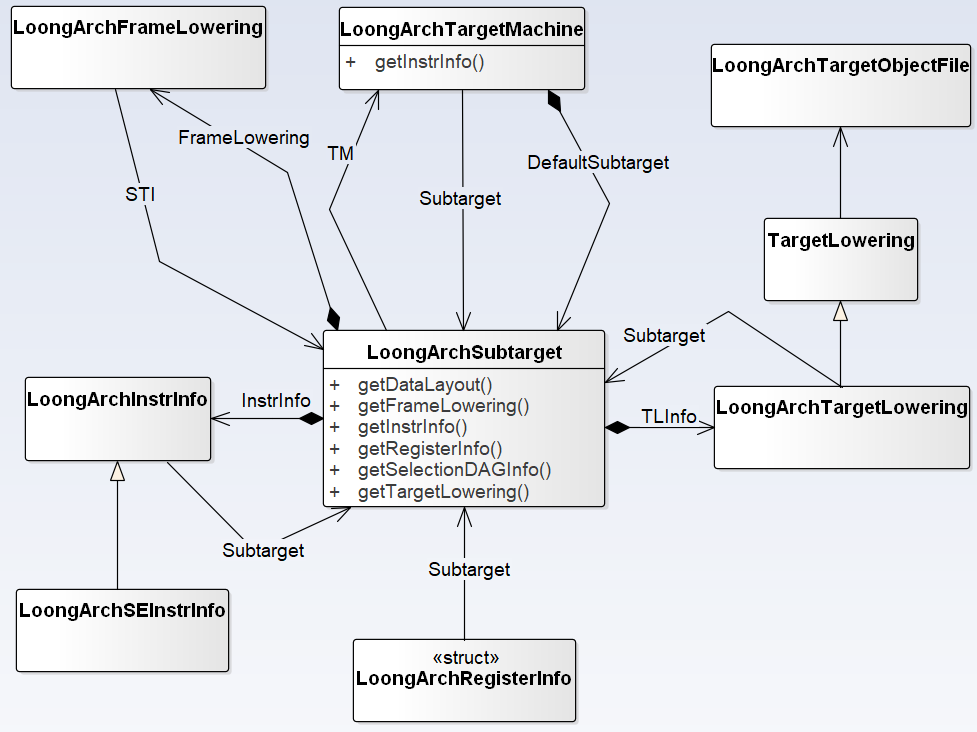 LoongArchFrameLowering
LoongArchTargetMachine
+ getInstrInfo()
LoongArchTargetObjectFile
FrameLowering
TM
DefaultSubtarget
STI
Subtarget
TargetLowering
Subtarget
LoongArchSubtarget
+ getDataLayout()
+ getFrameLowering()
+ getInstrInfo()
+ getRegisterInfo()
+ getSelectionDAGInfo()
+ getTargetLowering()
LoongArchInstrInfo
InstrInfo
TLInfo
LoongArchTargetLowering
Subtarget
Subtarget
LoongArchSEInstrInfo
«struct»
LoongArchRegisterInfo